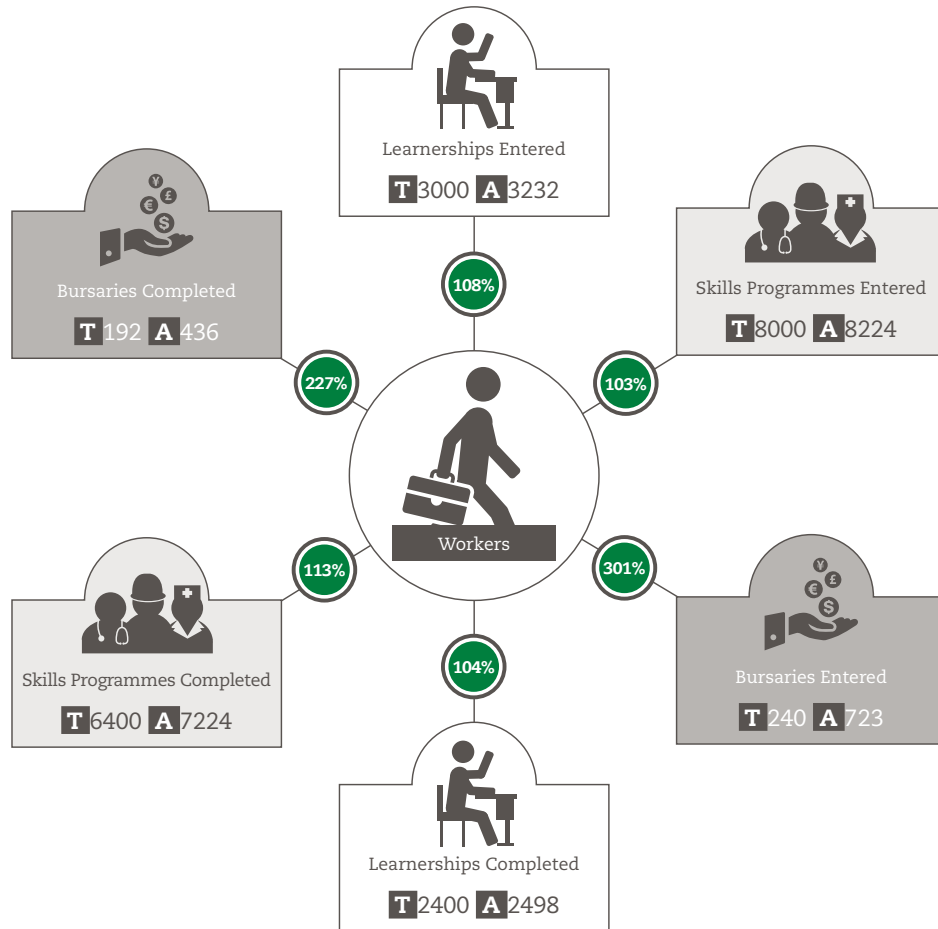 Learnerships Entered
T 3000 A 3232
108%
¥
£
€
$
Bursaries Completed
T 192 A 436
227%
Skills Programmes Entered
T 8000 A 8224
103%
Workers
113%
Skills Programmes Completed
T 6400 A 7224
301%
¥
£
€
$
Bursaries Entered
T 240 A 723
104%
Learnerships Completed
T 2400 A 2498